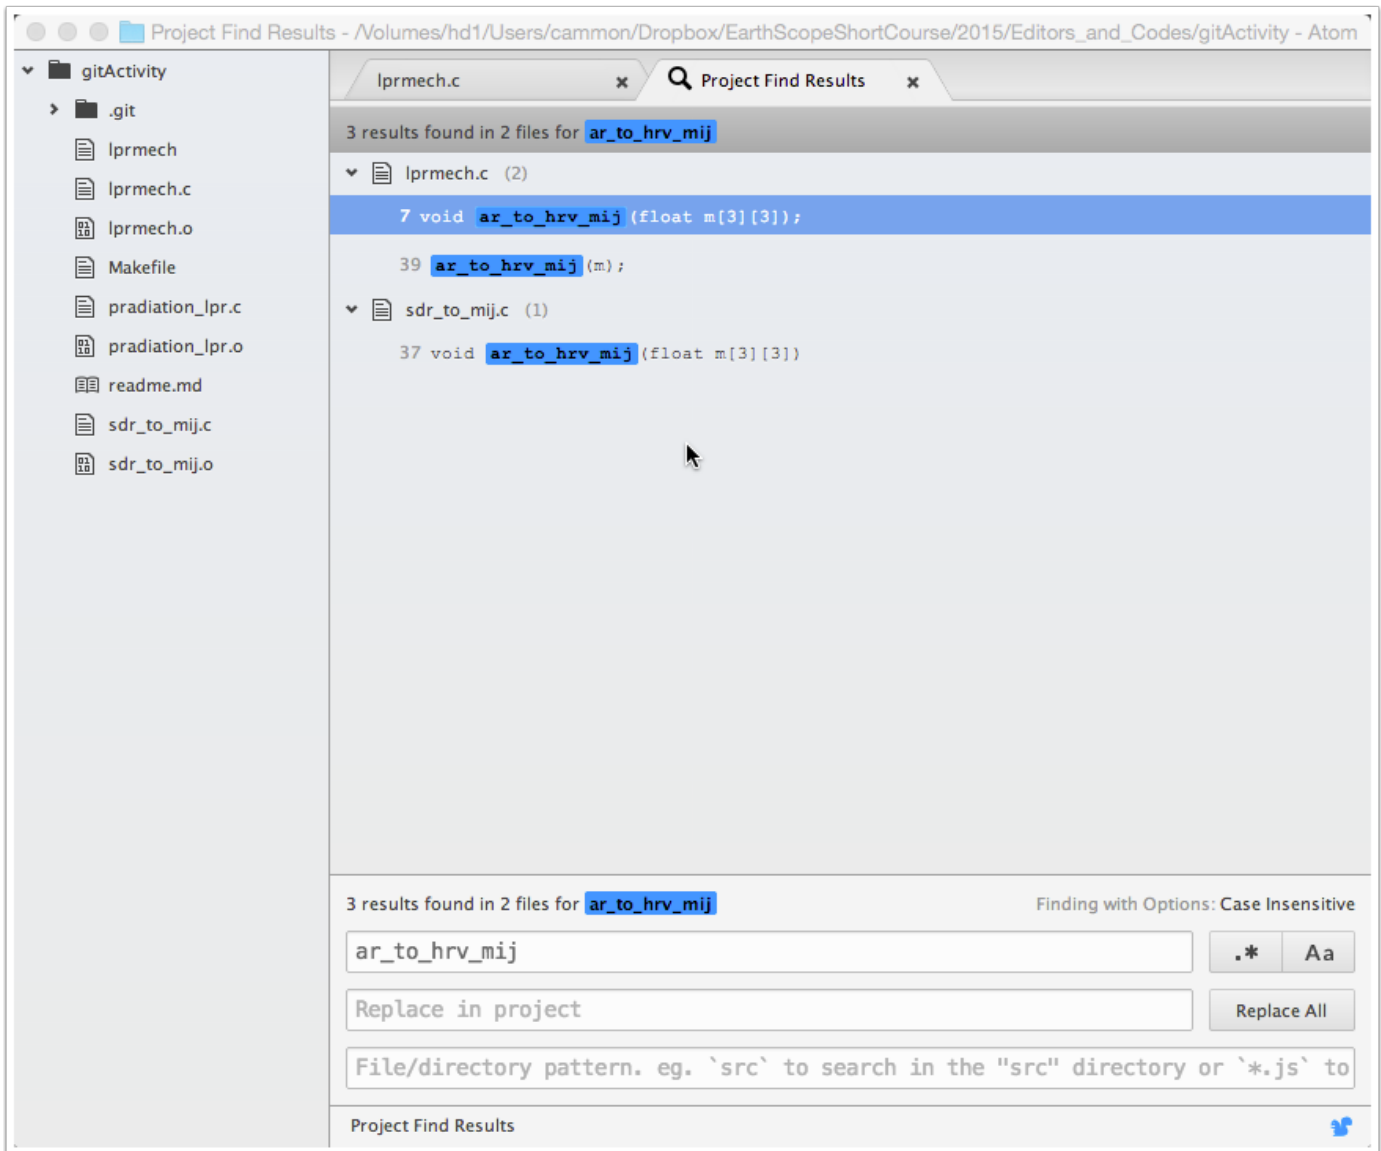 Project Find Results - /Volumes/hd1/Users/cammon/Dropbox/EarthScopeShortCourse/2015/Editors_and_Codes/gitActivity - Atom
gitActivity
.git
lprmech
lprmech.c
lprmech.o
Makefile
pradiation_lpr.c
pradiation_lpr.o
readme.md
sdr_to_mij.c
sdr_to_mij.o
lprmech.c
Project Find Results
3 results found in 2 files for ar_to_hrv_mij
lprmech.c (2)
7 void ar_to_hrv_mij(float m[3][3]);
39 ar_to_hrv_mij(m);
sdr_to_mij.c (1)
37 void ar_to_hrv_mij(float m[3][3])
3 results found in 2 files for ar_to_hrv_mij
Finding with Options: Case Insensitive
ar_to_hrv_mij
.*
Aa
Replace in project
Replace All
File/directory pattern. eg. `src` to search in the "src" directory or `*.js` to
Project Find Results